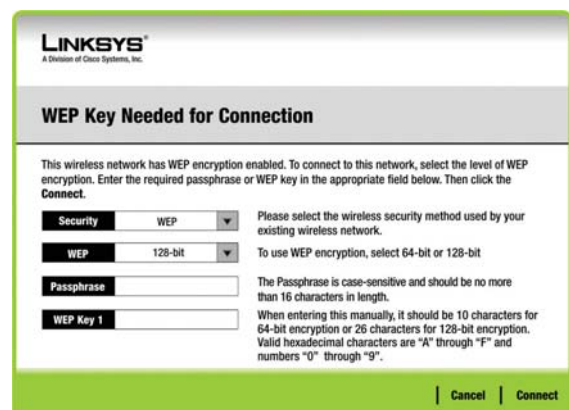 LINKSYS®
A Division of Cisco Systems, Inc.
WEP Key Needed for Connection
This wireless network has WEP encryption enabled. To connect to this network, select the level of WEP
encryption. Enter the required passphrase or WEP key in the appropriate field below. Then click the
Connect.
Security WEP
Please select the wireless security method used by your
existing wireless network.
WEP 128-bit
To use WEP encryption, select 64-bit or 128-bit
Passphrase
The Passphrase is case-sensitive and should be no more
than 16 characters in length.
WEP Key 1
When entering this manually, it should be 10 characters for
64-bit encryption or 26 characters for 128-bit encryption.
Valid hexadecimal characters are “A” through “F” and
numbers “0” through “9”.
Cancel
Connect